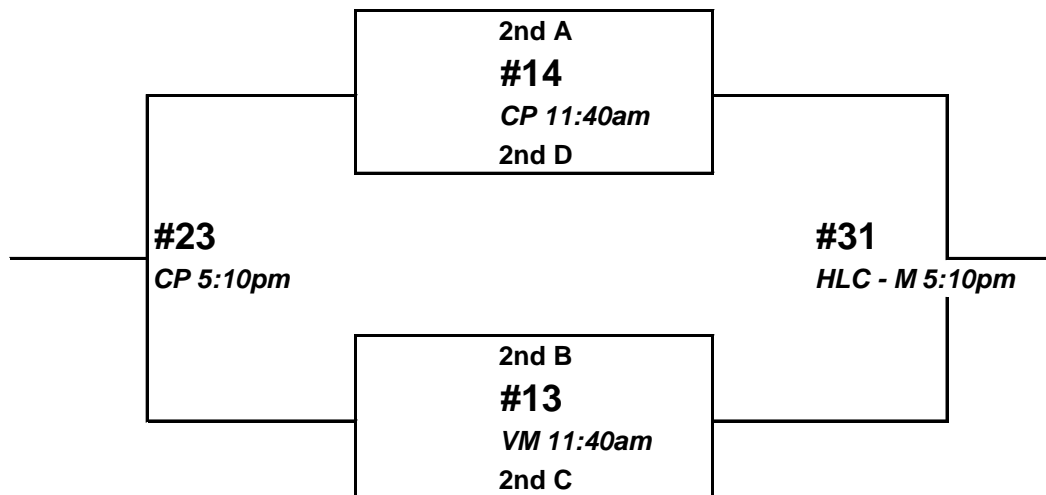 2nd A
#14
CP 11:40am
2nd D
#23
CP 5:10pm
#31
HLC - M 5:10pm
2nd B
#13
VM 11:40am
2nd C